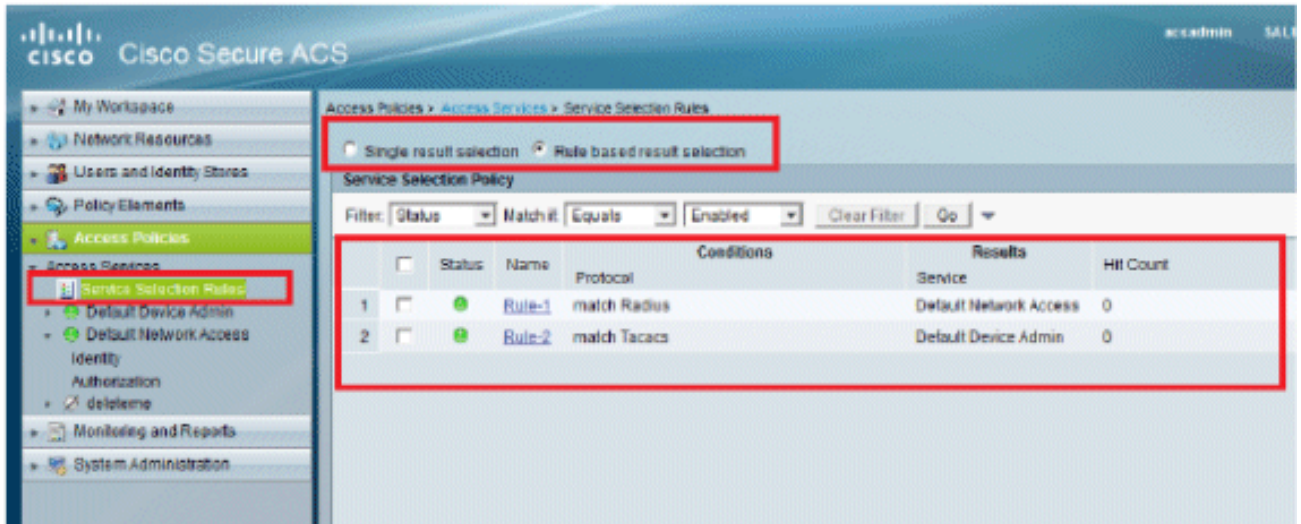 CISCO Cisco Secure ACS
acsadmin
My Workspace
Network Resources
Users and Identity Stores
Policy Elements
Access Policies
Access Services
Service Selection Rules
Default Device Admin
Default Network Access
Identity
Authorization
deleteme
Monitoring and Reports
System Administration
Access Policies > Access Services > Service Selection Rules
Single result selection Rule based result selection
Service Selection Policy
Filter: Status Match if: Equals Enabled Clear Filter Go
Conditions Results
Status Name Protocol Service Hit Count
1 Rule-1 match Radius Default Network Access 0
2 Rule-2 match Tacacs Default Device Admin 0